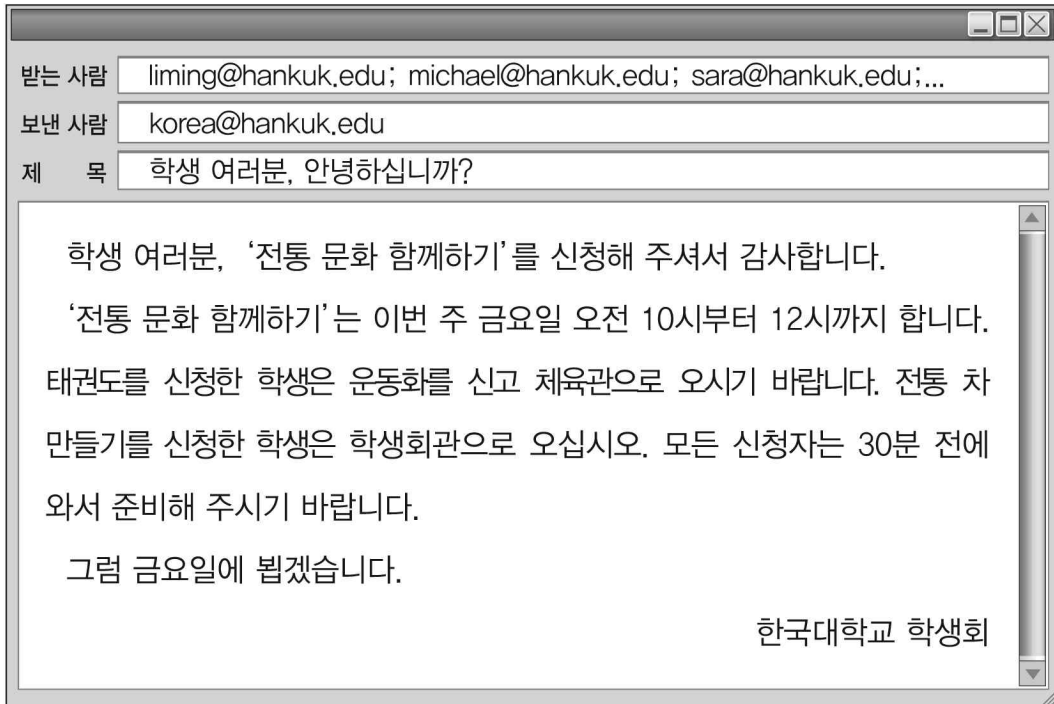 받는 사람 liming@hankuk.edu; michael@hankuk.edu; sara@hankuk.edu;...
보낸 사람 korea@hankuk.edu
제 목 학생 여러분, 안녕하십니까?
학생 여러분, ‘전통 문화 함께하기’를 신청해 주셔서 감사합니다.
‘전통 문화 함께하기’는 이번 주 금요일 오전 10시부터 12시까지 합니다.
태권도를 신청한 학생은 운동화를 신고 체육관으로 오시기 바랍니다. 전통 차
만들기를 신청한 학생은 학생회관으로 오십시오. 모든 신청자는 30분 전에
와서 준비해 주시기 바랍니다.
그럼 금요일에 뵙겠습니다.
한국대학교 학생회